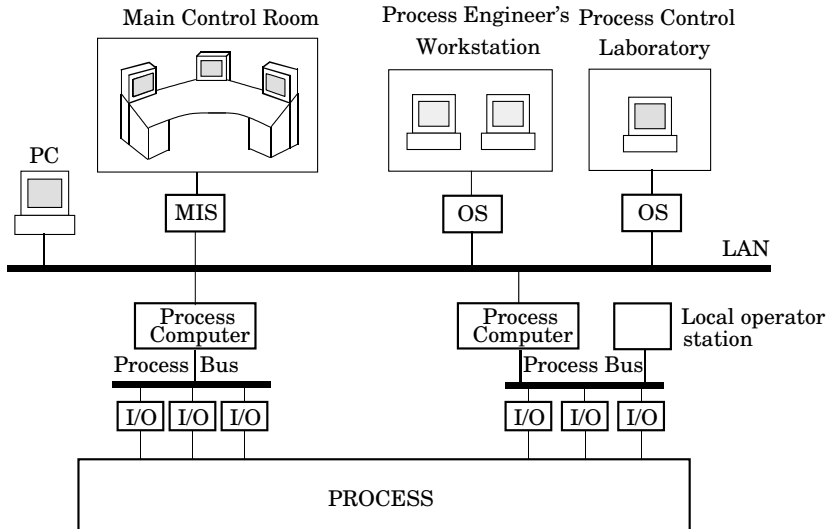 Main Control Room
Process Engineer's
Workstation
Process Control
Laboratory
PC
MIS
OS
OS
LAN
Process
Computer
Process
Computer
Local operator
station
Process Bus
Process Bus
I/O
I/O
I/O
I/O
I/O
I/O
PROCESS